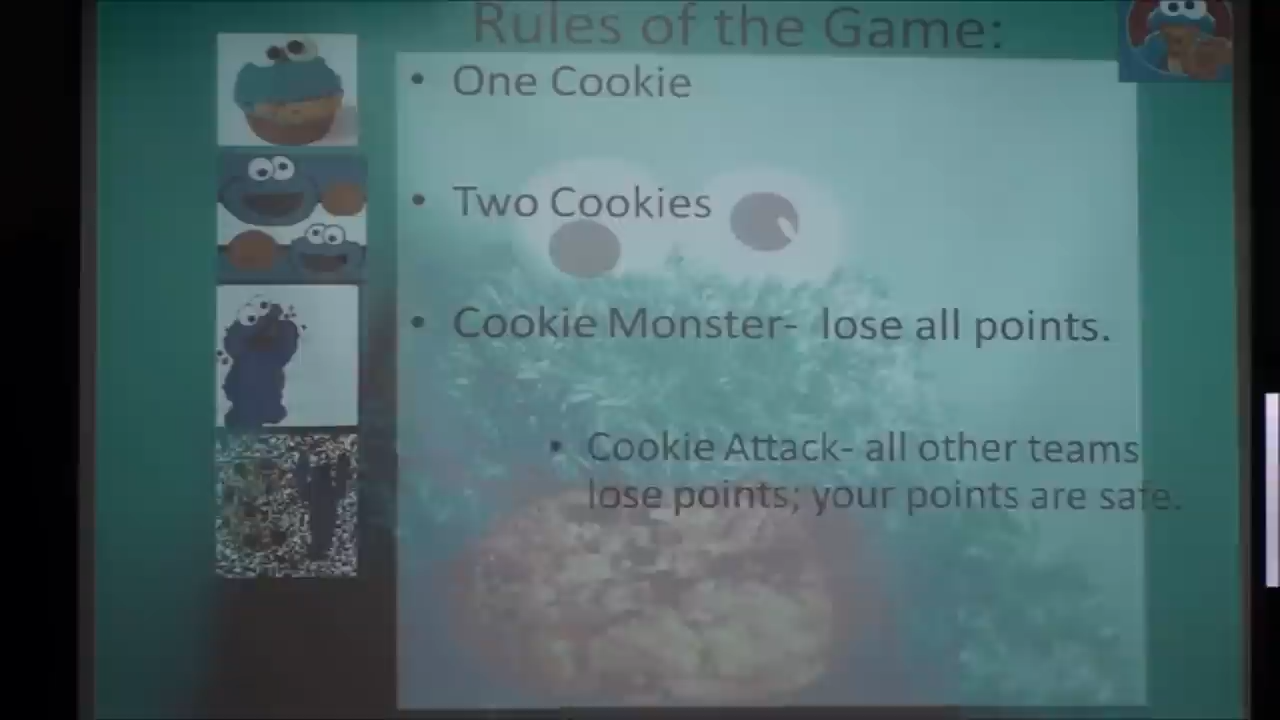 Rules of the Game:
• One Cookie
• Two Cookies
• Cookie Monster- lose all points.
• Cookie Attack- all other teams
lose points; your points are safe.